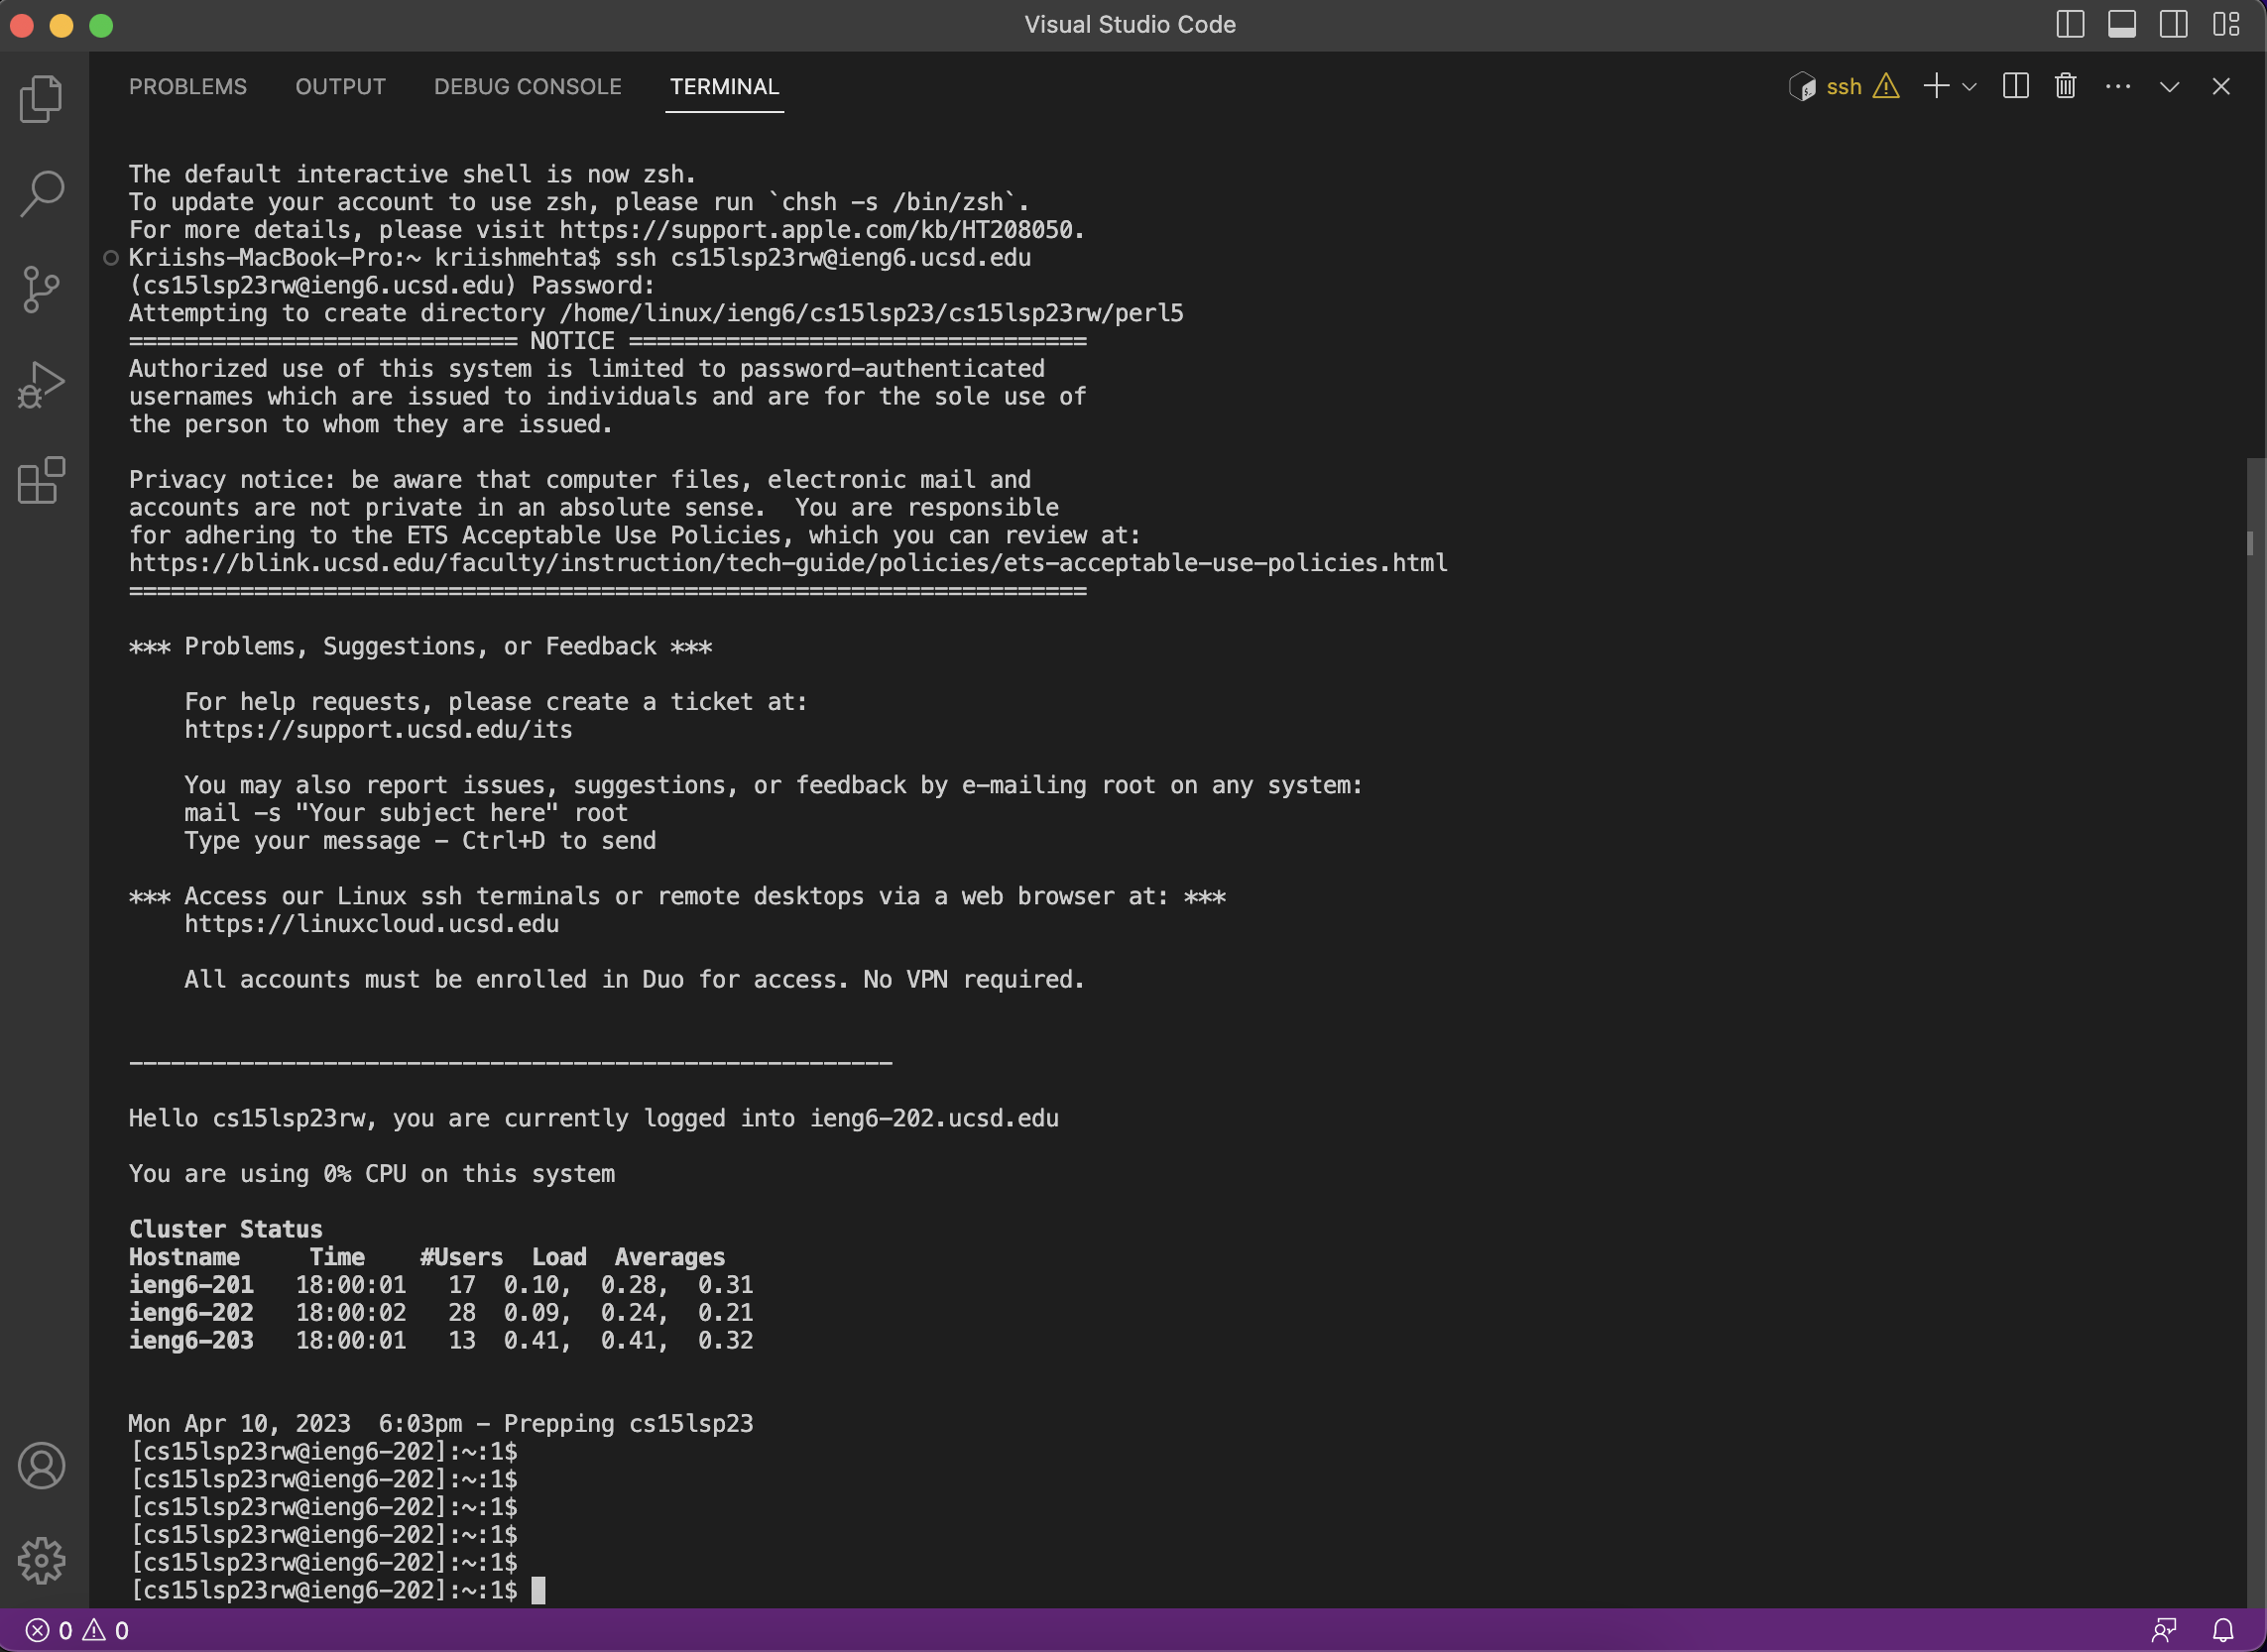 Visual Studio Code
PROBLEMS OUTPUT DEBUG CONSOLE TERMINAL ssh
The default interactive shell is now zsh.
To update your account to use zsh, please run `chsh -s /bin/zsh`.
For more details, please visit https://support.apple.com/kb/HT208050.
Kriishs-MacBook-Pro:~ kriishmehta$ ssh cs15lsp23rw@ieng6.ucsd.edu
(cs15lsp23rw@ieng6.ucsd.edu) Password:
Attempting to create directory /home/linux/ieng6/cs15lsp23/cs15lsp23rw/perl5
============================ NOTICE =================================
Authorized use of this system is limited to password-authenticated
usernames which are issued to individuals and are for the sole use of
the person to whom they are issued.
Privacy notice: be aware that computer files, electronic mail and
accounts are not private in an absolute sense.  You are responsible
for adhering to the ETS Acceptable Use Policies, which you can review at:
https://blink.ucsd.edu/faculty/instruction/tech-guide/policies/ets-acceptable-use-policies.html
=====================================================================
*** Problems, Suggestions, or Feedback ***
For help requests, please create a ticket at:
https://support.ucsd.edu/its
You may also report issues, suggestions, or feedback by e-mailing root on any system:
mail -s "Your subject here" root
Type your message - Ctrl+D to send
*** Access our Linux ssh terminals or remote desktops via a web browser at: ***
https://linuxcloud.ucsd.edu
All accounts must be enrolled in Duo for access. No VPN required.
-------------------------------------------------------
Hello cs15lsp23rw, you are currently logged into ieng6-202.ucsd.edu
You are using 0% CPU on this system
Cluster Status
Hostname     Time    #Users  Load  Averages
ieng6-201   18:00:01   17  0.10,  0.28,  0.31
ieng6-202   18:00:02   28  0.09,  0.24,  0.21
ieng6-203   18:00:01   13  0.41,  0.41,  0.32
Mon Apr 10, 2023  6:03pm - Prepping cs15lsp23
[cs15lsp23rw@ieng6-202]:~:1$
[cs15lsp23rw@ieng6-202]:~:1$
[cs15lsp23rw@ieng6-202]:~:1$
[cs15lsp23rw@ieng6-202]:~:1$
[cs15lsp23rw@ieng6-202]:~:1$
[cs15lsp23rw@ieng6-202]:~:1$
0 0